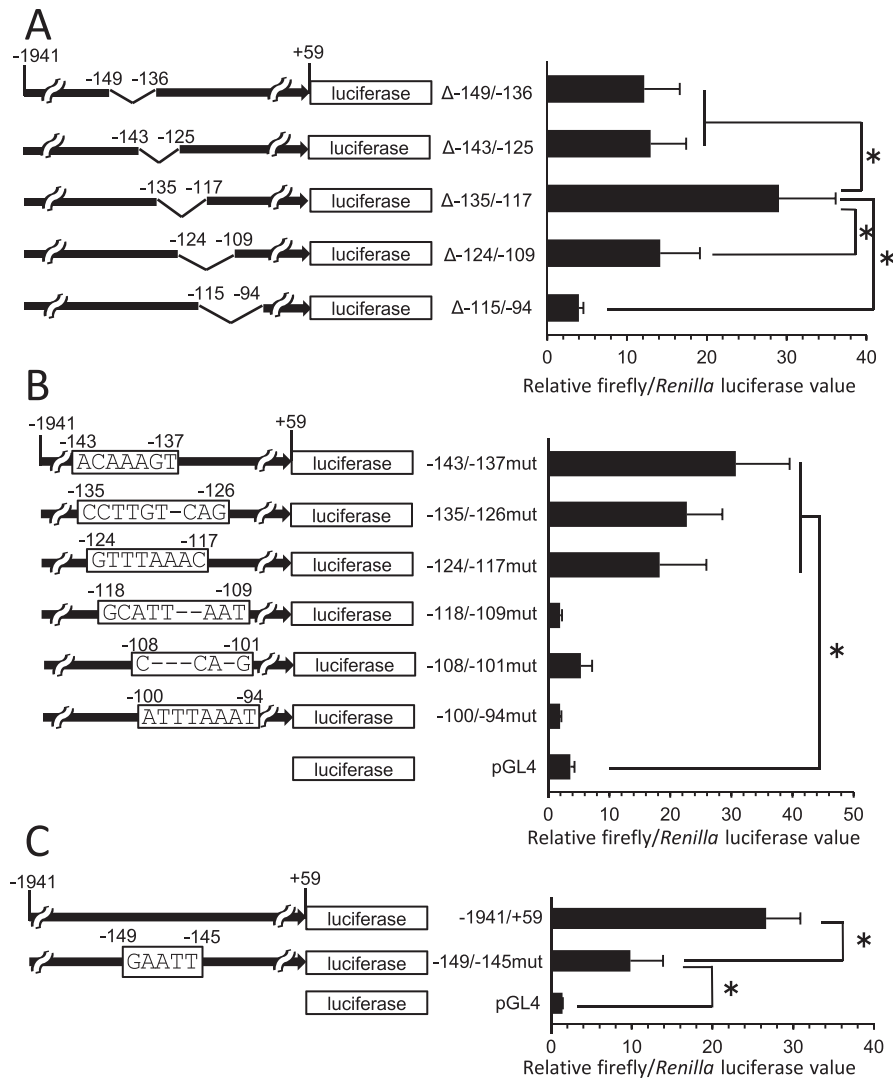 A
-1941 +59
-149 -136
luciferase Δ-149/-136
-143 -125
luciferase Δ-143/-125
-135 -117
luciferase Δ-135/-117
-124 -109
luciferase Δ-124/-109
-115 -94
luciferase Δ-115/-94
* * *
0 10 20 30 40
Relative firefly/Renilla luciferase value
B
-1941 +59
-143 -137
ACAAAGT luciferase -143/-137mut
-135 -126
CCTTGT-CAG luciferase -135/-126mut
-124 -117
GTTTAAAC luciferase -124/-117mut
-118 -109
GCATT--AAT luciferase -118/-109mut
-108 -101
C---CA-G luciferase -108/-101mut
-100 -94
ATTTAAAT luciferase -100/-94mut
luciferase pGL4
*
0 10 20 30 40 50
Relative firefly/Renilla luciferase value
C
-1941 +59
luciferase -1941/+59
-149 -145
GAATT luciferase -149/-145mut
luciferase pGL4
* *
0 10 20 30 40
Relative firefly/Renilla luciferase value